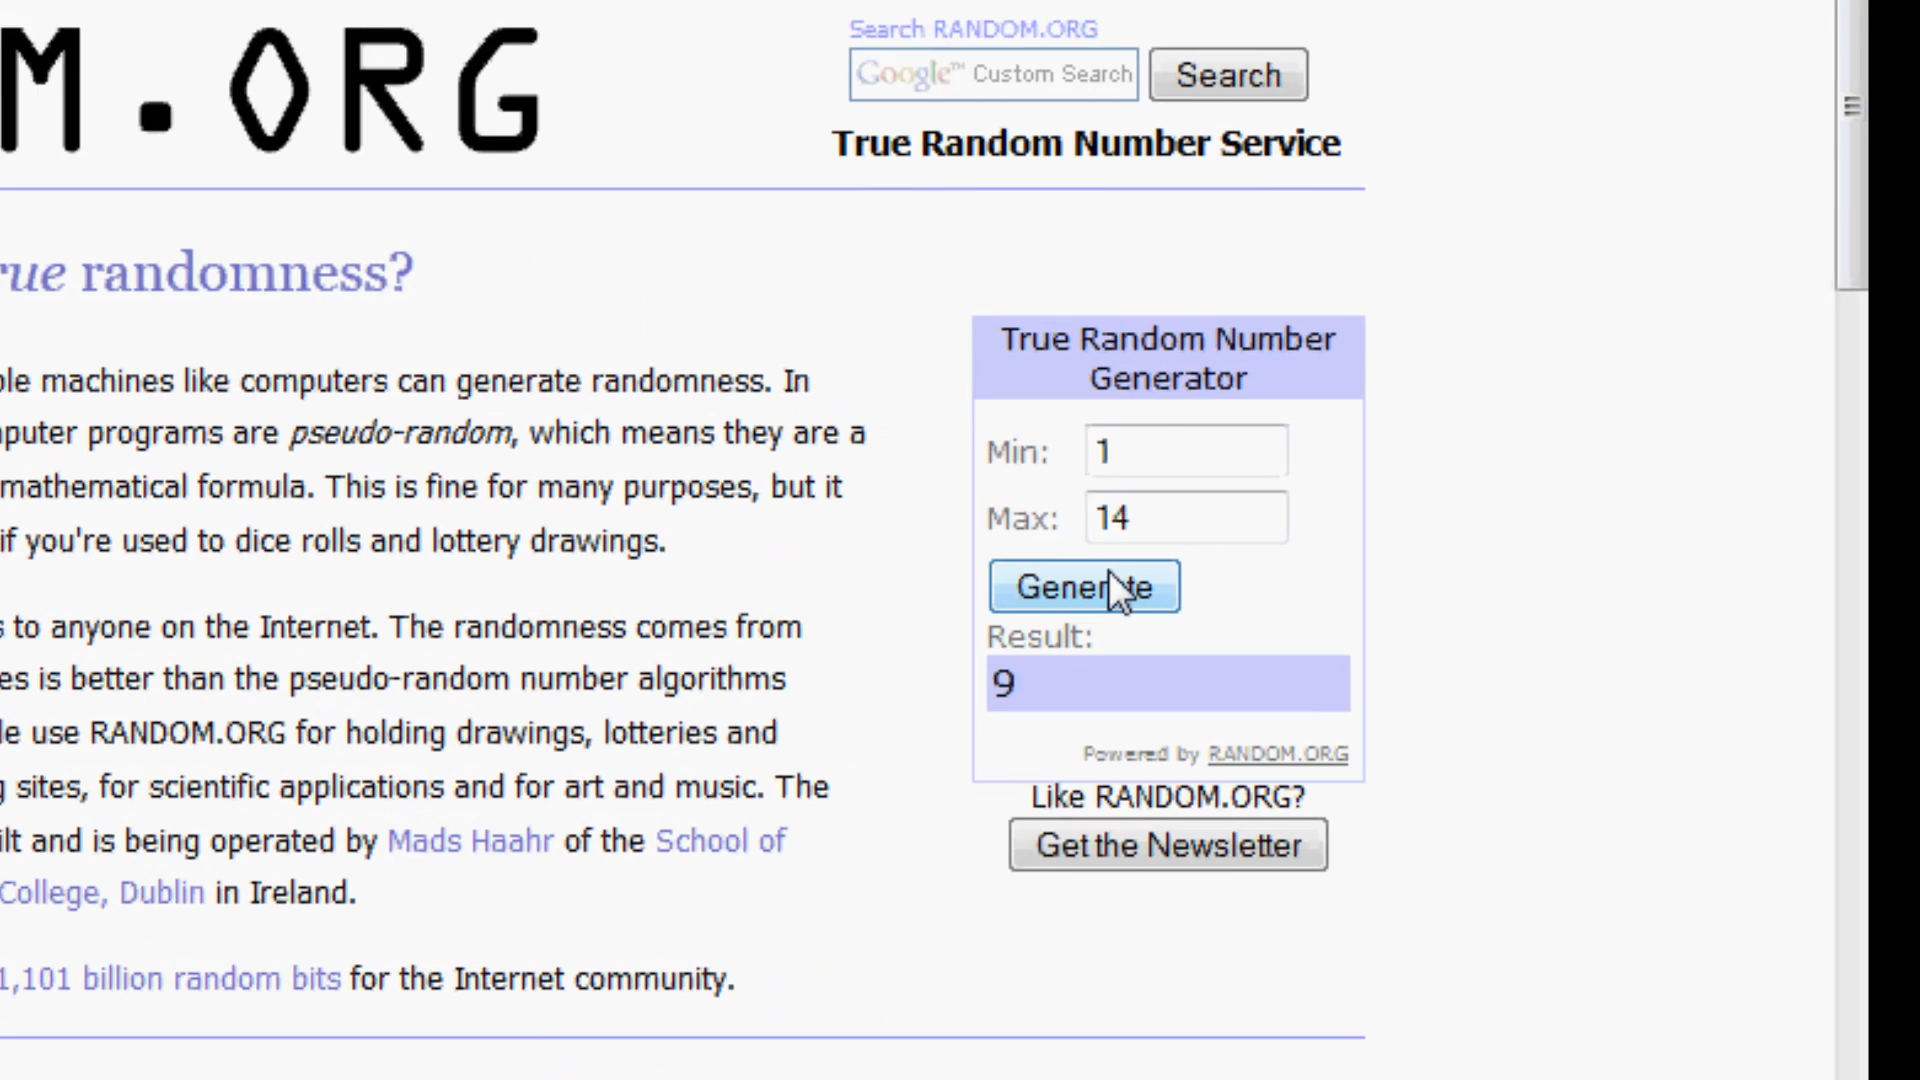 M.ORG
Search RANDOM.ORG
Google™ Custom Search
Search
True Random Number Service
rue randomness?
ble machines like computers can generate randomness. In
mputer programs are pseudo-random, which means they are a
mathematical formula. This is fine for many purposes, but it
if you're used to dice rolls and lottery drawings.
s to anyone on the Internet. The randomness comes from
es is better than the pseudo-random number algorithms
le use RANDOM.ORG for holding drawings, lotteries and
g sites, for scientific applications and for art and music. The
ilt and is being operated by Mads Haahr of the School of
College, Dublin in Ireland.
1,101 billion random bits for the Internet community.
True Random Number
Generator
Min: 1
Max: 14
Generate
Result:
9
Powered by RANDOM.ORG
Like RANDOM.ORG?
Get the Newsletter